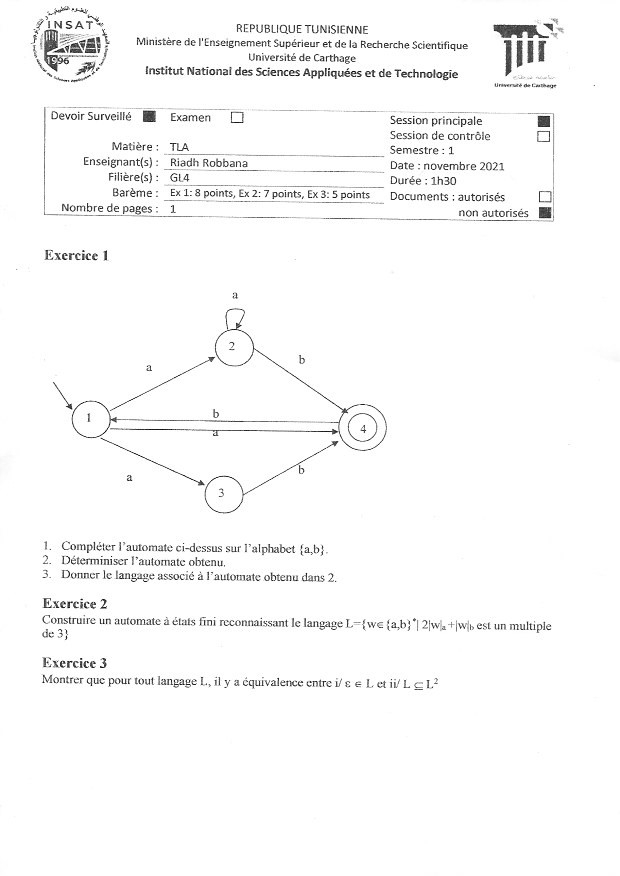 INSAT
1996
REPUBLIQUE TUNISIENNE
Ministère de l'Enseignement Supérieur et de la Recherche Scientifique
Université de Carthage
Institut National des Sciences Appliquées et de Technologie
Université de Carthage
Devoir Surveillé ■ Examen □
Session principale ■
Session de contrôle □
Matière : TLA
Semestre : 1
Enseignant(s) : Riadh Robbana
Date : novembre 2021
Filière(s) : GL4
Durée : 1h30
Barème : Ex 1: 8 points, Ex 2: 7 points, Ex 3: 5 points
Documents : autorisés □
Nombre de pages : 1
non autorisés ■
Exercice 1
a
2
a
b
1
b
a
4
a
b
3
1. Compléter l'automate ci-dessus sur l'alphabet {a,b}.
2. Déterminiser l'automate obtenu.
3. Donner le langage associé à l'automate obtenu dans 2.
Exercice 2
Construire un automate à états fini reconnaissant le langage L={w∈{a,b}*| 2|w|a +|w|b est un multiple
de 3}
Exercice 3
Montrer que pour tout langage L, il y a équivalence entre i/ ε ∈ L et ii/ L ⊆ L²